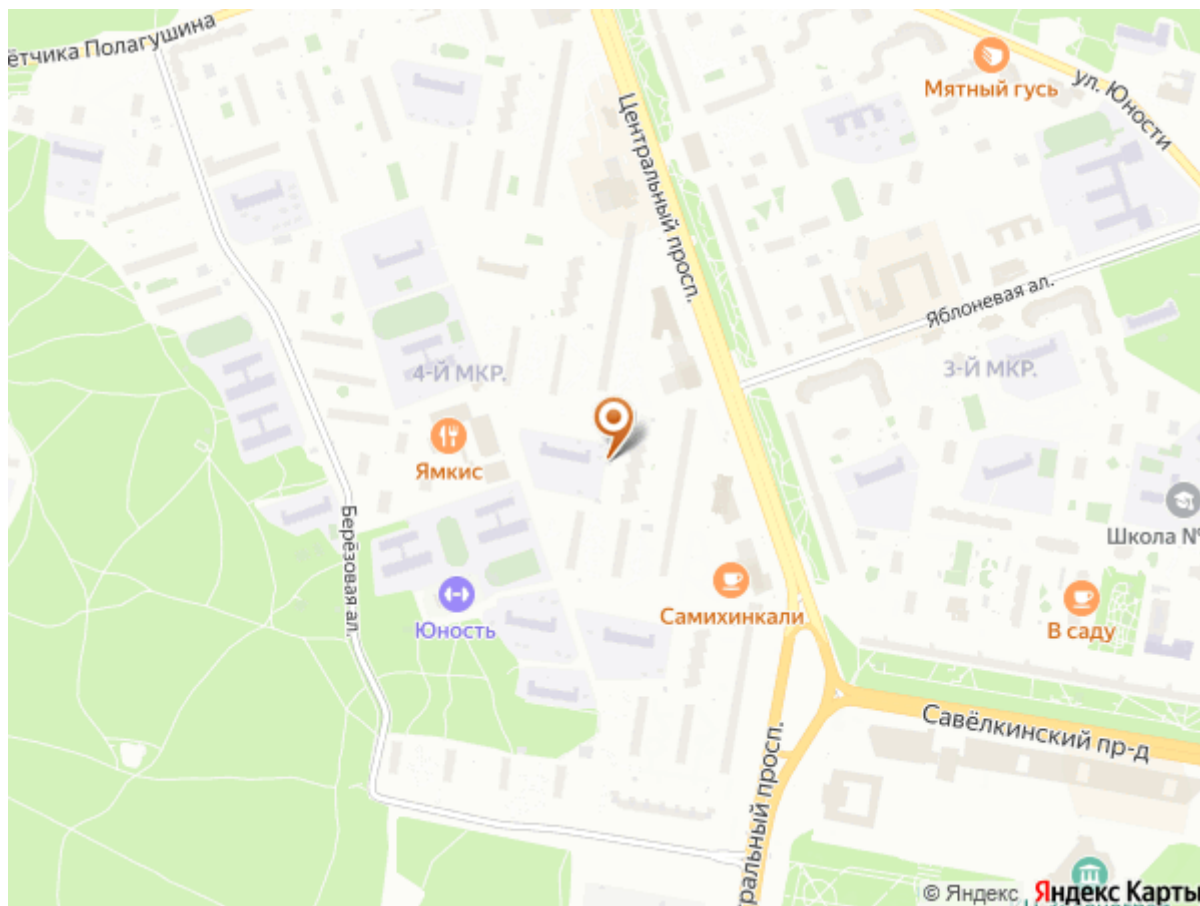 ётчика Полагушина
Мятный гусь
ул. Юности
Центральный просп.
Яблоневая ал.
4-Й МКР.
3-Й МКР.
Ямкис
Школа №
Берёзовая ал.
Юность
Самихинкали
В саду
Савёлкинский пр-д
тральный просп.
© Яндекс Яндекс Карты